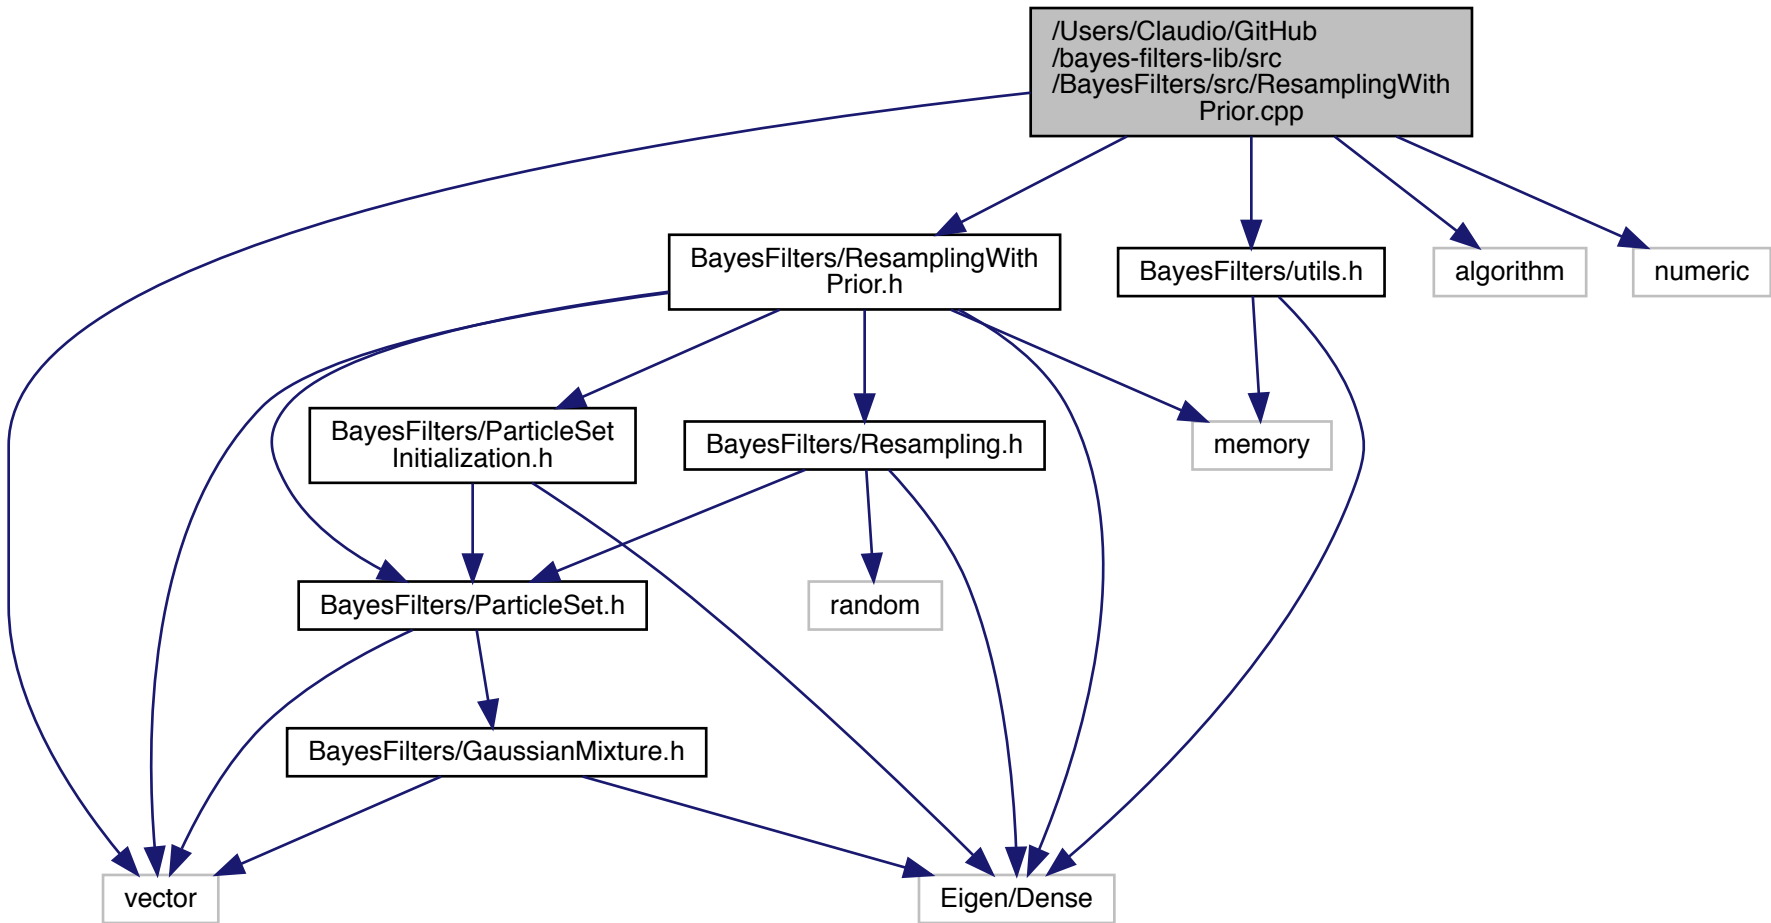 /Users/Claudio/GitHub
/bayes-filters-lib/src
/BayesFilters/src/ResamplingWith
Prior.cpp
BayesFilters/ResamplingWith
Prior.h
BayesFilters/utils.h
algorithm
numeric
BayesFilters/ParticleSet
Initialization.h
BayesFilters/Resampling.h
memory
BayesFilters/ParticleSet.h
random
BayesFilters/GaussianMixture.h
vector
Eigen/Dense